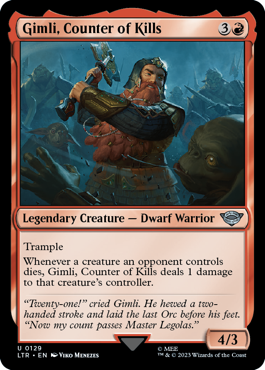 Gimli, Counter of Kills 3
Legendary Creature — Dwarf Warrior
Trample
Whenever a creature an opponent controls
dies, Gimli, Counter of Kills deals 1 damage
to that creature's controller.
"Twenty-one!" cried Gimli. He hewed a two-
handed stroke and laid the last Orc before his feet.
"Now my count passes Master Legolas."
4/3
U 0129
LTR • EN Viko Menezes
© MEE
™ & © 2023 Wizards of the Coast